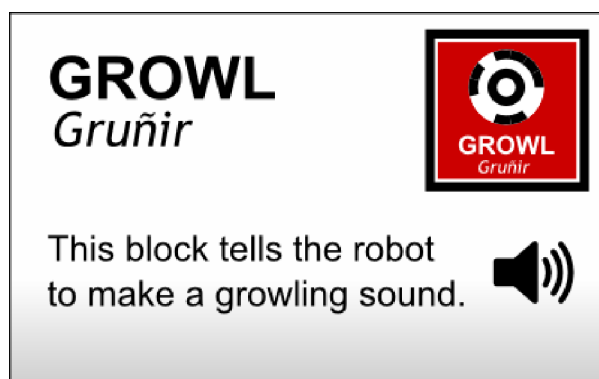 GROWL
Gruñir
GROWL
Gruñir
This block tells the robot
to make a growling sound.